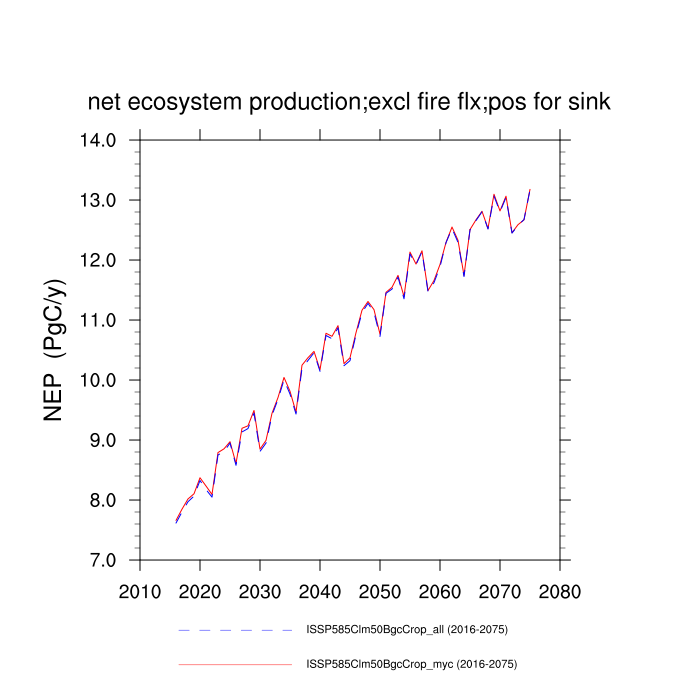 net ecosystem production;excl fire flx;pos for sink
14.0
13.0
12.0
11.0
10.0
9.0
8.0
7.0
NEP (PgC/y)
2010 2020 2030 2040 2050 2060 2070 2080
ISSP585Clm50BgcCrop_all (2016-2075)
ISSP585Clm50BgcCrop_myc (2016-2075)